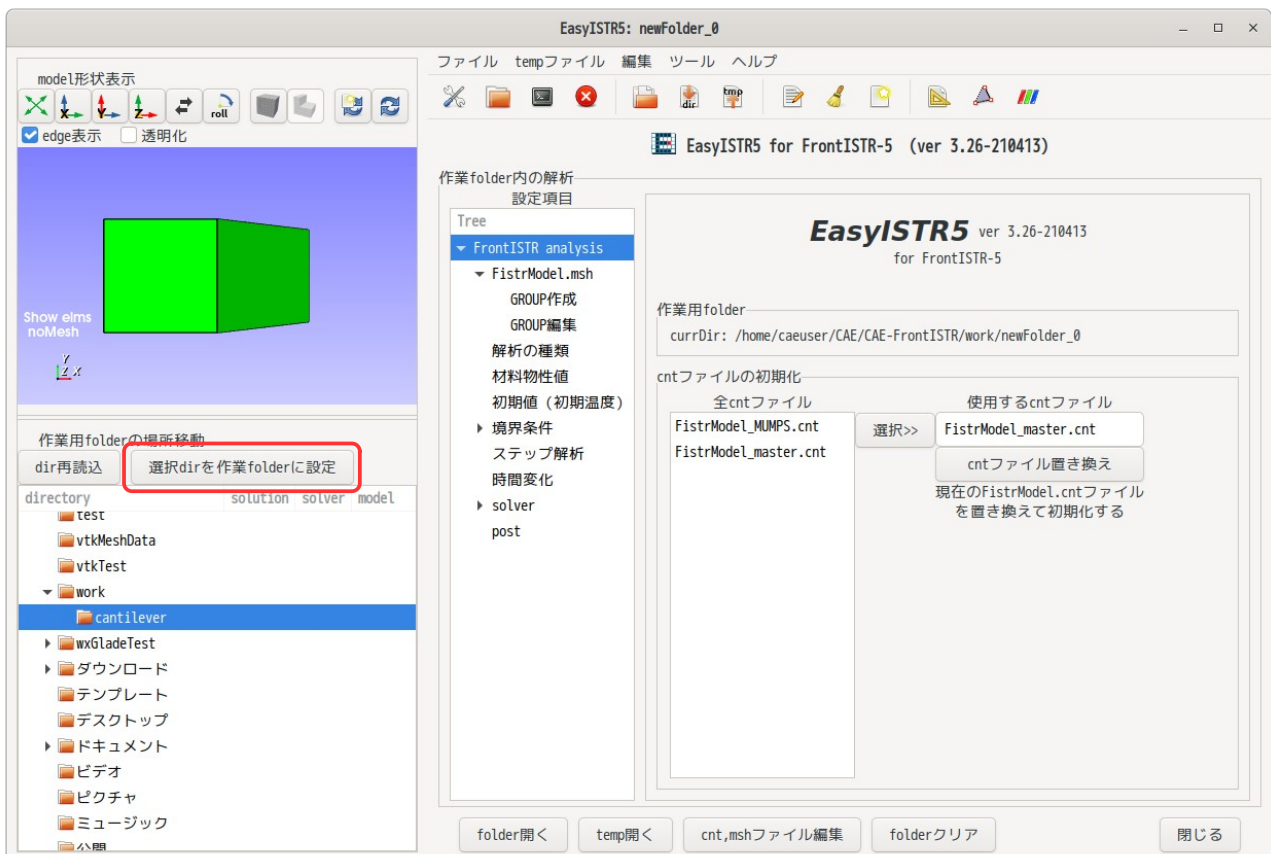 EasyISTR5: newFolder_0
model形状表示
roll
edge表示 透明化
Show elms
noMesh
Y
Z X
作業用folderの場所移動
dir再読込 選択dirを作業folderに設定
directory solution solver model
test
vtkMeshData
vtkTest
work
cantilever
wxGladeTest
ダウンロード
テンプレート
デスクトップ
ドキュメント
ビデオ
ピクチャ
ミュージック
公開
ファイル tempファイル 編集 ツール ヘルプ
dir tmp
EasyISTR5 for FrontISTR-5 (ver 3.26-210413)
作業folder内の解析
設定項目
Tree
FrontISTR analysis
FistrModel.msh
GROUP作成
GROUP編集
解析の種類
材料物性値
初期値(初期温度)
境界条件
ステップ解析
時間変化
solver
post
EasyISTR5 ver 3.26-210413
for FrontISTR-5
作業用folder
currDir: /home/caeuser/CAE/CAE-FrontISTR/work/newFolder_0
cntファイルの初期化
全cntファイル
FistrModel_MUMPS.cnt
FistrModel_master.cnt
選択>>
使用するcntファイル
FistrModel_master.cnt
cntファイル置き換え
現在のFistrModel.cntファイル
を置き換えて初期化する
folder開く temp開く cnt,mshファイル編集 folderクリア 閉じる